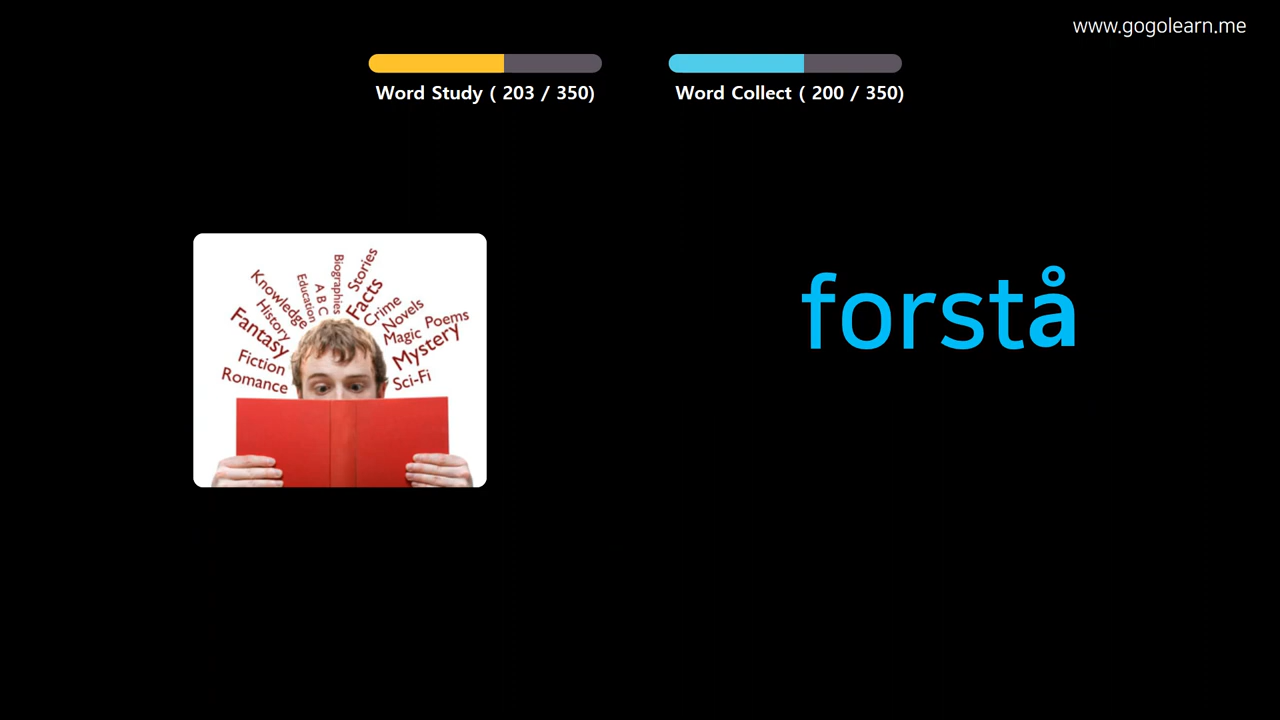 www.gogolearn.me
Word Study ( 203 / 350)
Word Collect ( 200 / 350)
forstå
Knowledge
History
Fantasy
Fiction
Romance
Education
A B C
Biographies
Stories
Facts
Crime
Novels
Magic
Poems
Mystery
Sci-Fi